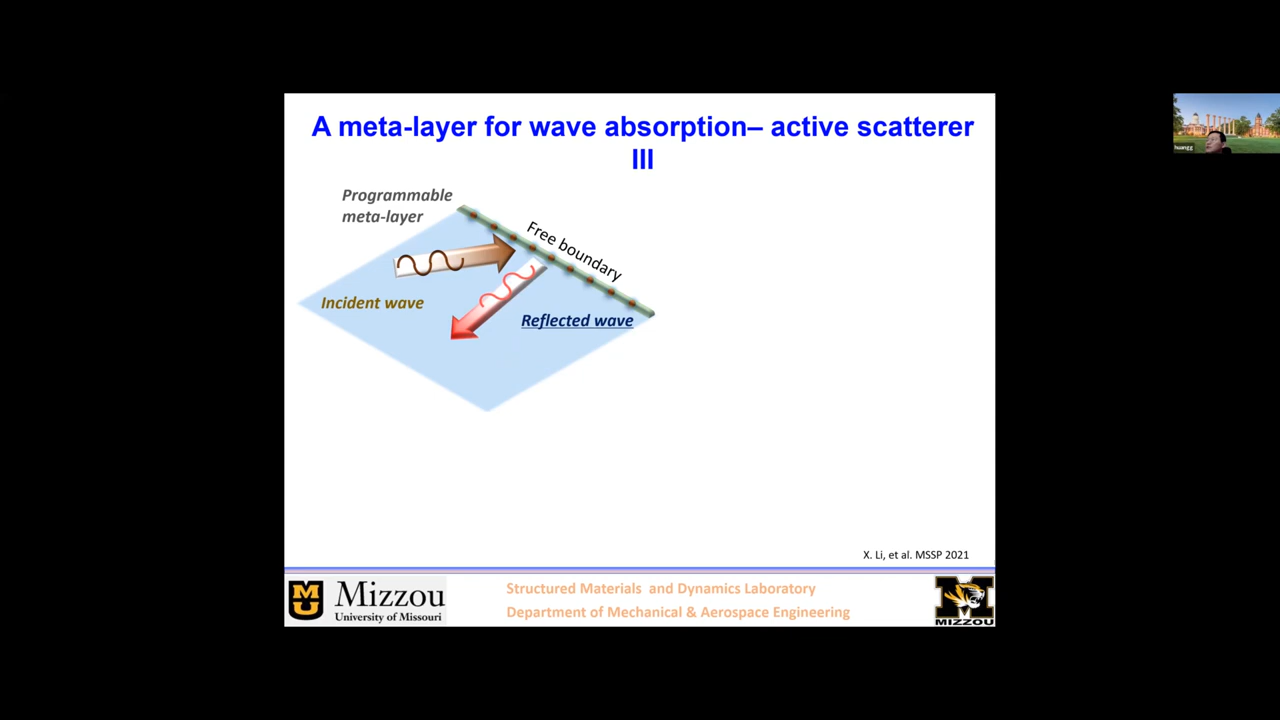 A meta-layer for wave absorption– active scatterer
III
Programmable
meta-layer
Free boundary
Incident wave
Reflected wave
X. Li, et al. MSSP 2021
Mizzou
University of Missouri
Structured Materials and Dynamics Laboratory
Department of Mechanical & Aerospace Engineering
MIZZOU
huangg